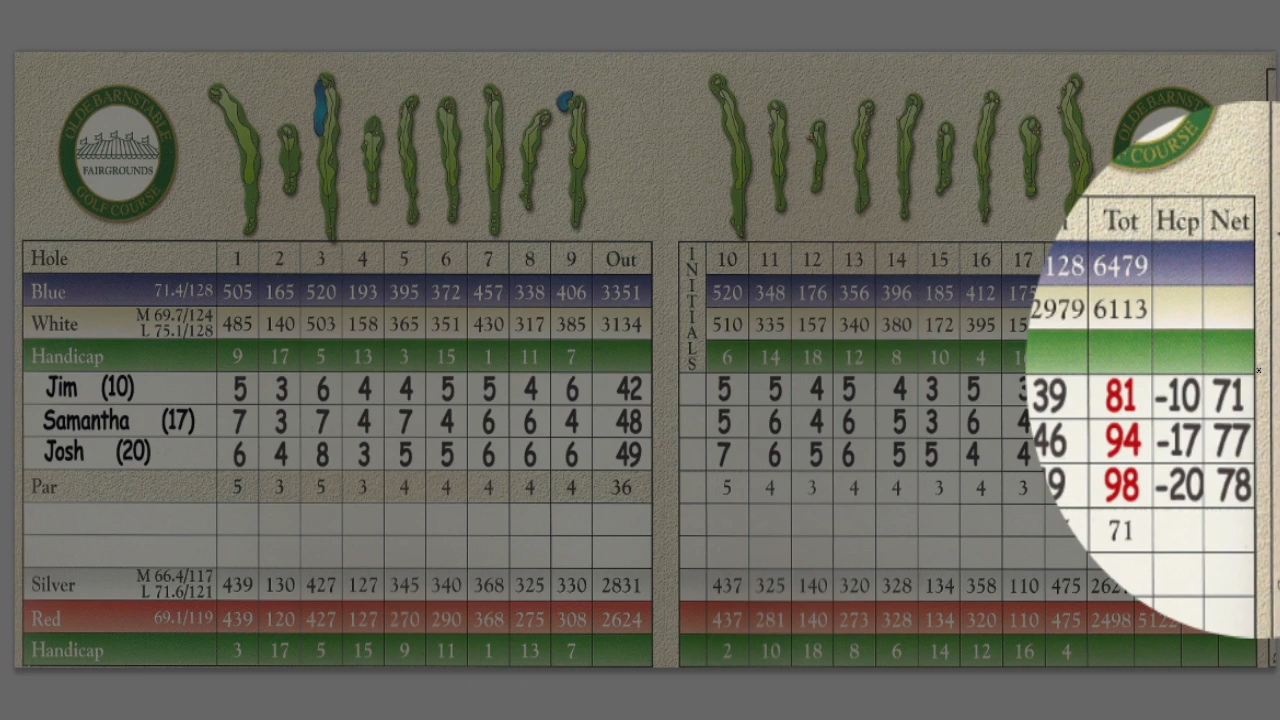 OLDE BARNSTABLE
FAIRGROUNDS
GOLF COURSE
OLDE BARNST
COURSE
Hole 1 2 3 4 5 6 7 8 9 Out INITIALS 10 11 12 13 14 15 16 17 Tot Hcp Net
Blue 71.4/128 505 165 520 193 395 372 457 338 406 3351 520 348 176 356 396 185 412 175 128 6479
White M 69.7/124 L 75.1/128 485 140 503 158 365 351 430 317 385 3134 510 335 157 340 380 172 395 2979 6113
Handicap 9 17 5 13 3 15 1 11 7 6 14 18 12 8 10 4
Jim (10) 5 3 6 4 4 5 5 4 6 42 5 5 4 5 4 3 5 3 39 81 -10 71
Samantha (17) 7 3 7 4 7 4 6 6 4 48 5 6 4 6 5 3 6 4 46 94 -17 77
Josh (20) 6 4 8 3 5 5 6 6 6 49 7 6 5 6 5 5 4 4 9 98 -20 78
Par 5 3 5 3 4 4 4 4 4 36 5 4 3 4 4 3 4 3 71
Silver M 66.4/117 L 71.6/121 439 130 427 127 345 340 368 325 330 2831 437 325 140 320 328 134 358 110 475
Red 69.1/119 439 120 427 127 270 290 368 275 308 2624 437 281 140 273 328 134 320 110 475 2498 5122
Handicap 3 17 5 15 9 11 1 13 7 2 10 18 8 6 14 12 16 4